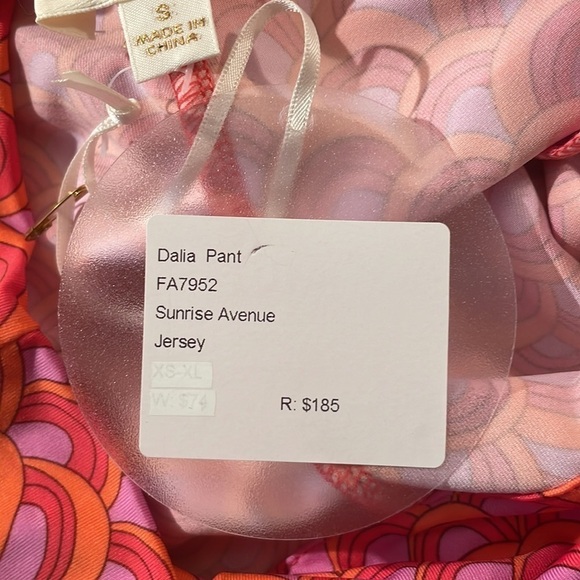 S
MADE IN
CHINA
Dalia Pant
FA7952
Sunrise Avenue
Jersey
XS-XL
W: $74
R: $185